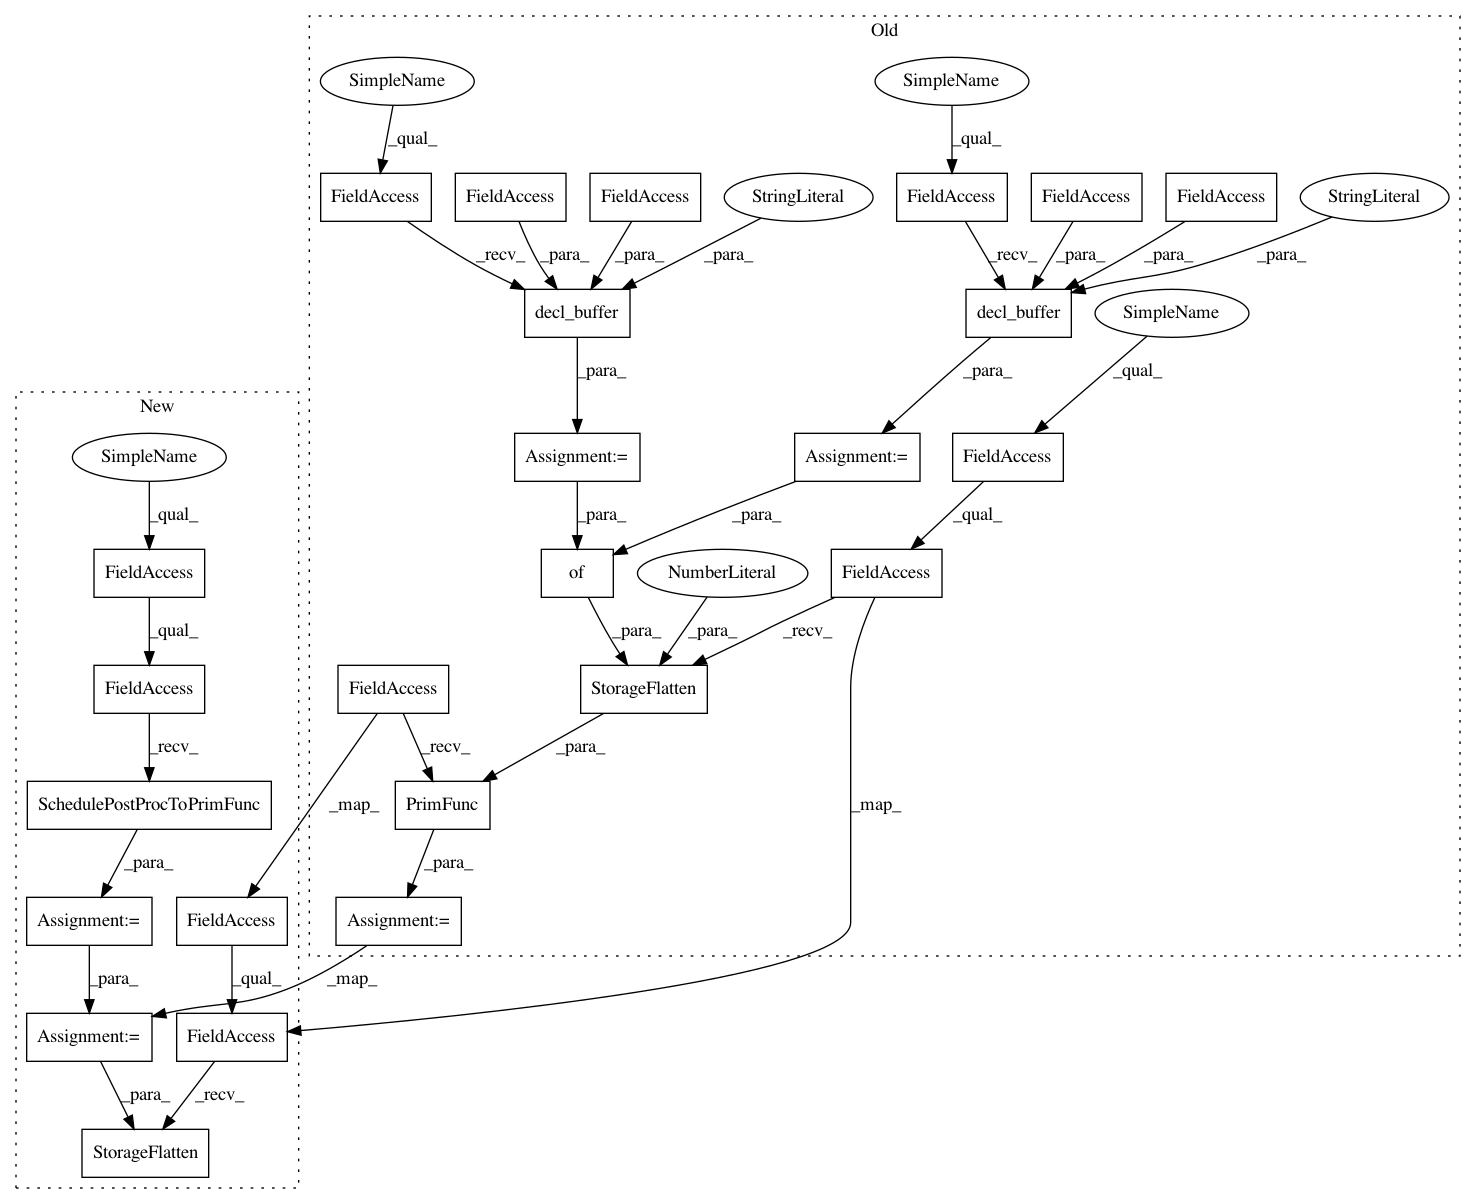 Old
SimpleName
SimpleName
_qual_
_qual_
FieldAccess
FieldAccess
FieldAccess
StringLiteral
FieldAccess
FieldAccess
FieldAccess
StringLiteral
_recv_
_para_
_para_
_para_
_recv_
_para_
_para_
_para_
decl_buffer
decl_buffer
SimpleName
_para_
_para_
_qual_
New
SimpleName
Assignment:=
Assignment:=
FieldAccess
_qual_
_para_
_para_
_qual_
FieldAccess
of
NumberLiteral
FieldAccess
_qual_
_para_
_para_
_recv_
FieldAccess
FieldAccess
StorageFlatten
_recv_
_recv_
_para_
SchedulePostProcToPrimFunc
_map_
PrimFunc
_map_
_para_
_para_
Assignment:=
FieldAccess
Assignment:=
_para_
_qual_
_map_
Assignment:=
FieldAccess
_para_
_recv_
StorageFlatten